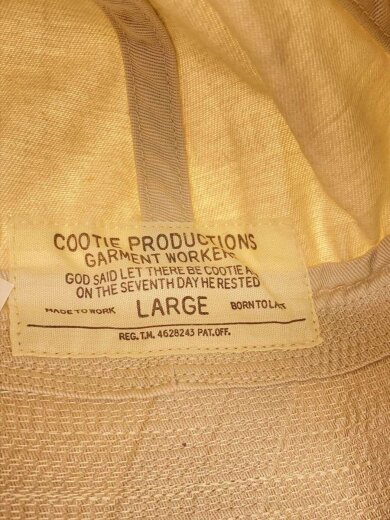 COOTIE PRODUCTIONS
GARMENT WORKERS
GOD SAID LET THERE BE COOTIE
ON THE SEVENTH DAY HE RESTED
MADE TO WORK LARGE BORN TO LAST
REG. T.M. 4628243 PAT. OFF.